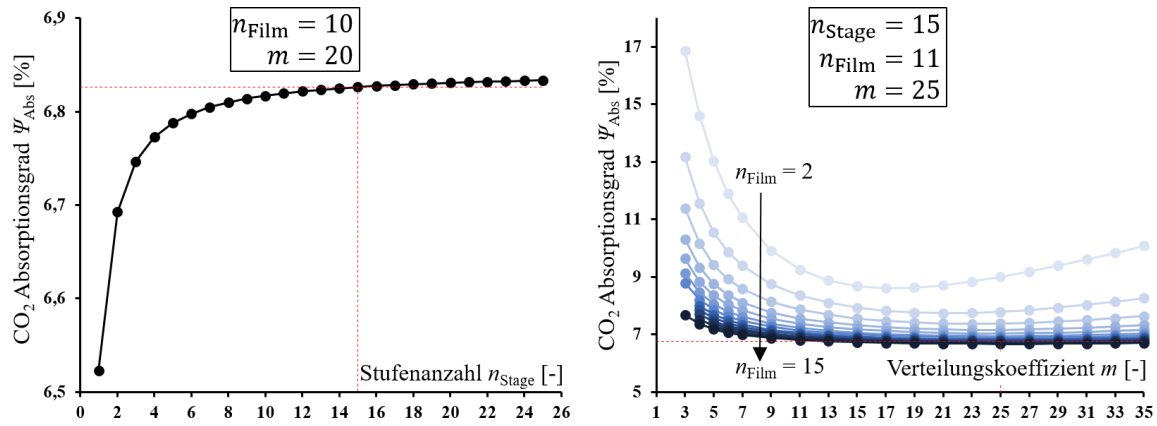 CO₂ Absorptionsgrad Ψ_Abs [%]
6,9
6,8
6,7
6,6
6,5
n_Film = 10
m = 20
Stufenanzahl n_Stage [-]
0 2 4 6 8 10 12 14 16 18 20 22 24 26
CO₂ Absorptionsgrad Ψ_Abs [%]
17
15
13
11
9
7
5
n_Stage = 15
n_Film = 11
m = 25
n_Film = 2
n_Film = 15
Verteilungskoeffizient m [-]
1 3 5 7 9 11 13 15 17 19 21 23 25 27 29 31 33 35